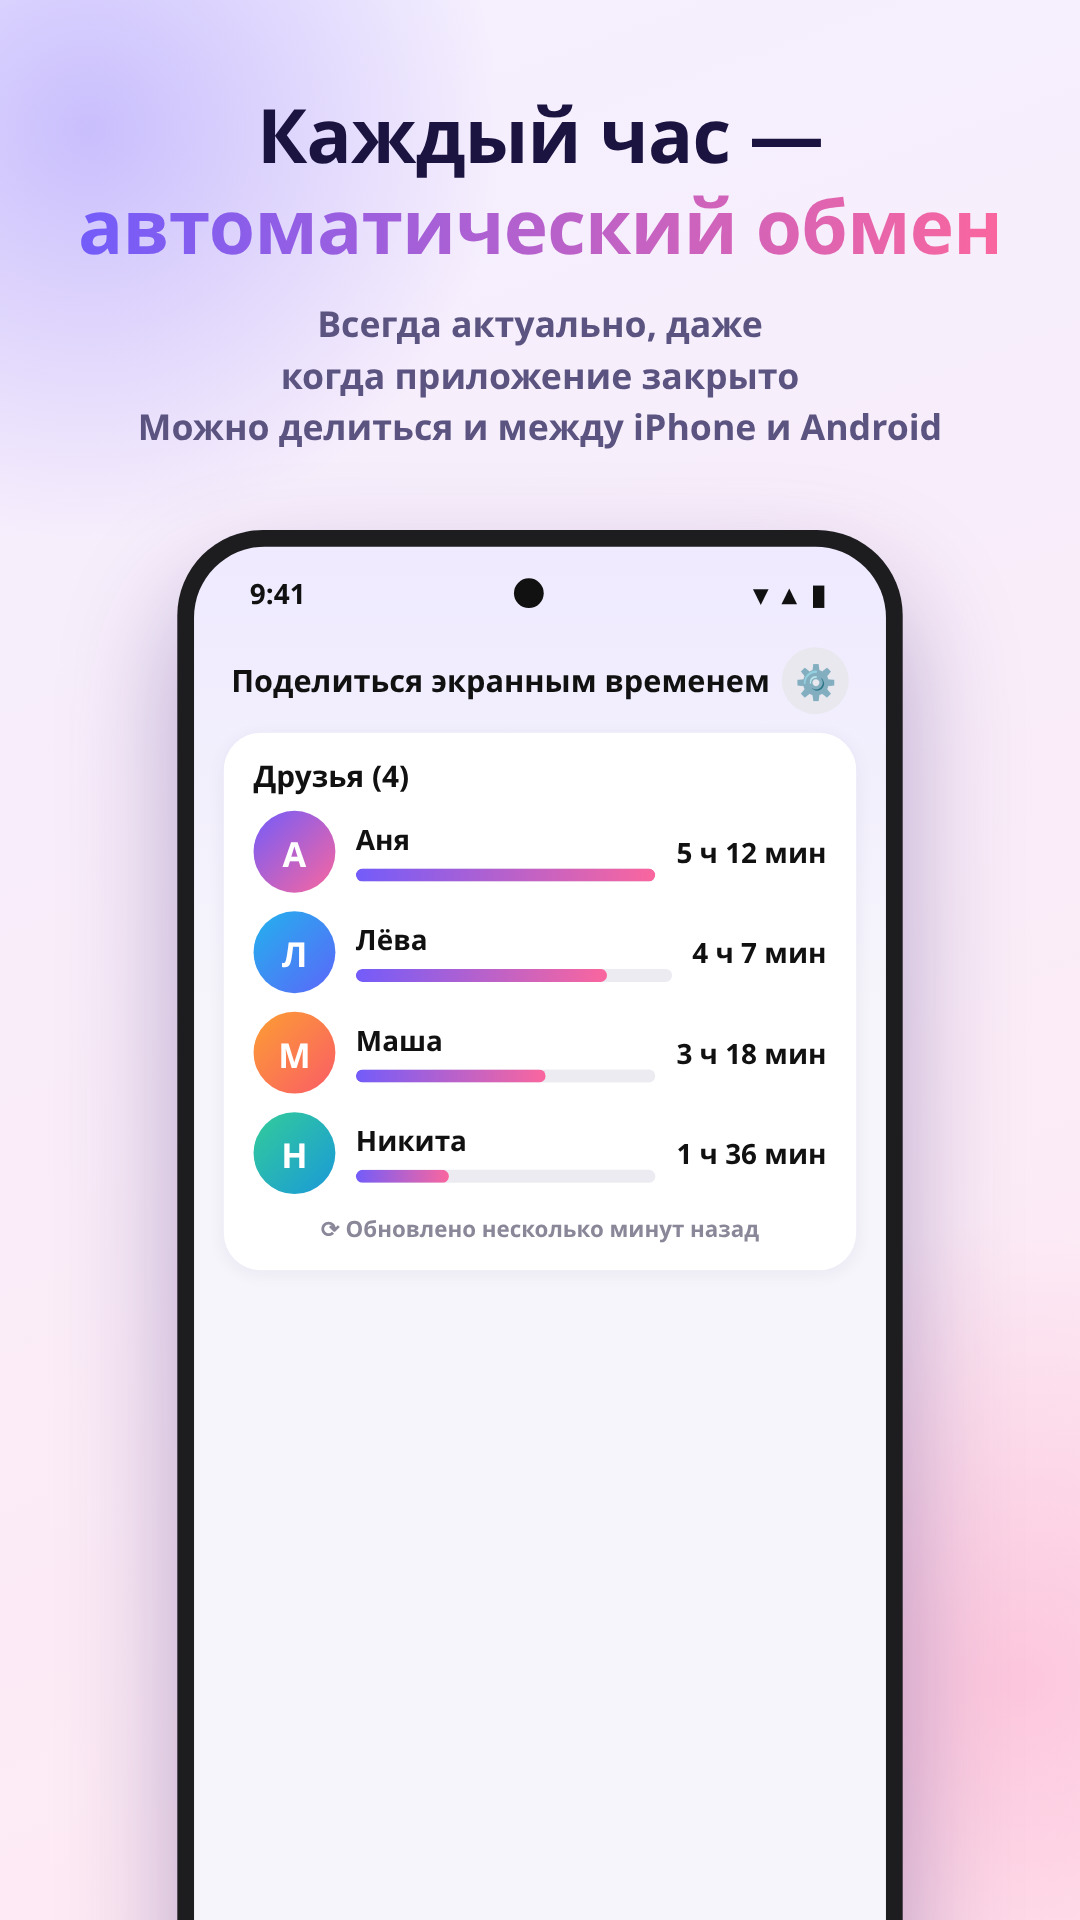 Каждый час —
автоматический обмен
Всегда актуально, даже
когда приложение закрыто
Можно делиться и между iPhone и Android
9:41
Поделиться экранным временем
Друзья (4)
А
Аня
5 ч 12 мин
Л
Лёва
4 ч 7 мин
М
Маша
3 ч 18 мин
Н
Никита
1 ч 36 мин
⟳ Обновлено несколько минут назад